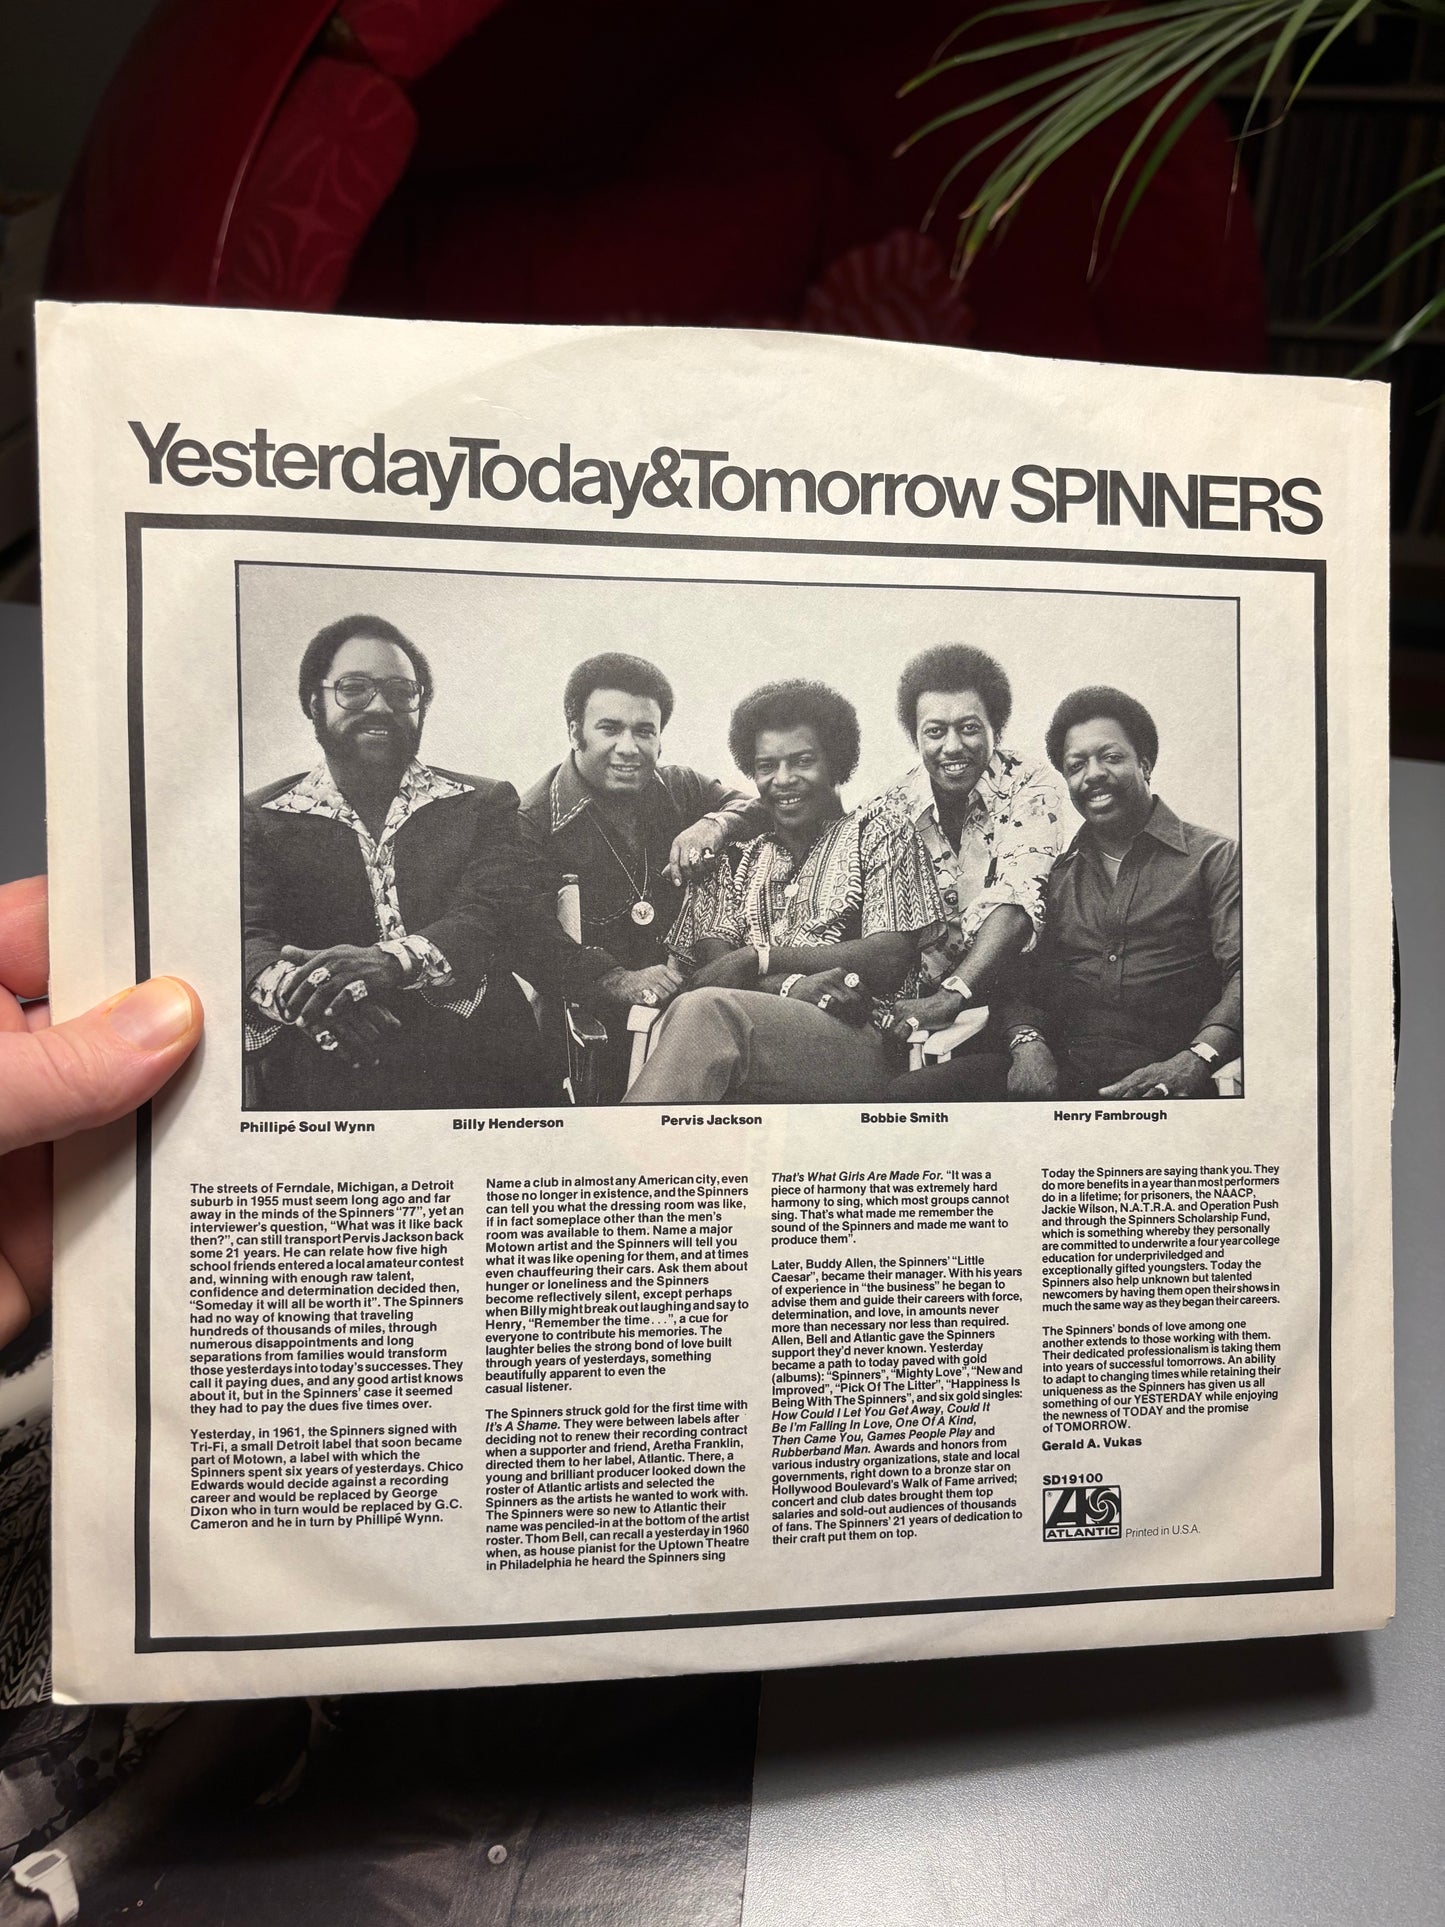 YesterdayToday&Tomorrow SPINNERS
Phillipé Soul Wynn
Billy Henderson
Pervis Jackson
Bobbie Smith
Henry Fambrough
The streets of Ferndale, Michigan, a Detroit
suburb in 1955 must seem long ago and far
away in the minds of the Spinners "77", yet an
interviewer's question, "What was it like back
then?", can still transport Pervis Jackson back
some 21 years. He can relate how five high
school friends entered a local amateur contest
and, winning with enough raw talent,
confidence and determination decided then,
"Someday it will all be worth it". The Spinners
had no way of knowing that traveling
hundreds of thousands of miles, through
numerous disappointments and long
separations from families would transform
those yesterdays into today's successes. They
call it paying dues, and any good artist knows
about it, but in the Spinners' case it seemed
they had to pay the dues five times over.
Yesterday, in 1961, the Spinners signed with
Tri-Fi, a small Detroit label that soon became
part of Motown, a label with which the
Spinners spent six years of yesterdays. Chico
Edwards would decide against a recording
career and would be replaced by George
Dixon who in turn would be replaced by G.C.
Cameron and he in turn by Phillipé Wynn.
Name a club in almost any American city, even
those no longer in existence, and the Spinners
can tell you what the dressing room was like,
if in fact someplace other than the men's
room was available to them. Name a major
Motown artist and the Spinners will tell you
what it was like opening for them, and at times
even chauffeuring their cars. Ask them about
hunger or loneliness and the Spinners
become reflectively silent, except perhaps
when Billy might break out laughing and say to
Henry, "Remember the time...", a cue for
everyone to contribute his memories. The
laughter belies the strong bond of love built
through years of yesterdays, something
beautifully apparent to even the
casual listener.
The Spinners struck gold for the first time with
It's A Shame. They were between labels after
deciding not to renew their recording contract
when a supporter and friend, Aretha Franklin,
directed them to her label, Atlantic. There, a
young and brilliant producer looked down the
roster of Atlantic artists and selected the
Spinners as the artists he wanted to work with.
The Spinners were so new to Atlantic their
name was penciled-in at the bottom of the artist
roster. Thom Bell, can recall a yesterday in 1960
when, as house pianist for the Uptown Theatre
in Philadelphia he heard the Spinners sing
That's What Girls Are Made For. "It was a
piece of harmony that was extremely hard
harmony to sing, which most groups cannot
sing. That's what made me remember the
sound of the Spinners and made me want to
produce them".
Later, Buddy Allen, the Spinners' "Little
Caesar", became their manager. With his years
of experience in "the business" he began to
advise them and guide their careers with force,
determination, and love, in amounts never
more than necessary nor less than required.
Allen, Bell and Atlantic gave the Spinners
support they'd never known. Yesterday
became a path to today paved with gold
(albums): "Spinners", "Mighty Love", "New and
Improved", "Pick Of The Litter", "Happiness Is
Being With The Spinners", and six gold singles:
How Could I Let You Get Away, Could It
Be I'm Falling In Love, One Of A Kind,
Then Came You, Games People Play and
Rubberband Man. Awards and honors from
various industry organizations, state and local
governments, right down to a bronze star on
Hollywood Boulevard's Walk of Fame arrived;
concert and club dates brought them top
salaries and sold-out audiences of thousands
of fans. The Spinners' 21 years of dedication to
their craft put them on top.
Today the Spinners are saying thank you. They
do more benefits in a year than most performers
do in a lifetime; for prisoners, the NAACP,
Jackie Wilson, N.A.T.R.A. and Operation Push
and through the Spinners Scholarship Fund,
which is something whereby they personally
are committed to underwrite a four year college
education for underpriviledged and
exceptionally gifted youngsters. Today the
Spinners also help unknown but talented
newcomers by having them open their shows in
much the same way as they began their careers.
The Spinners' bonds of love among one
another extends to those working with them.
Their dedicated professionalism is taking them
into years of successful tomorrows. An ability
to adapt to changing times while retaining their
uniqueness as the Spinners has given us all
something of our YESTERDAY while enjoying
the newness of TODAY and the promise
of TOMORROW.
Gerald A. Vukas
SD19100
ATLANTIC Printed in U.S.A.